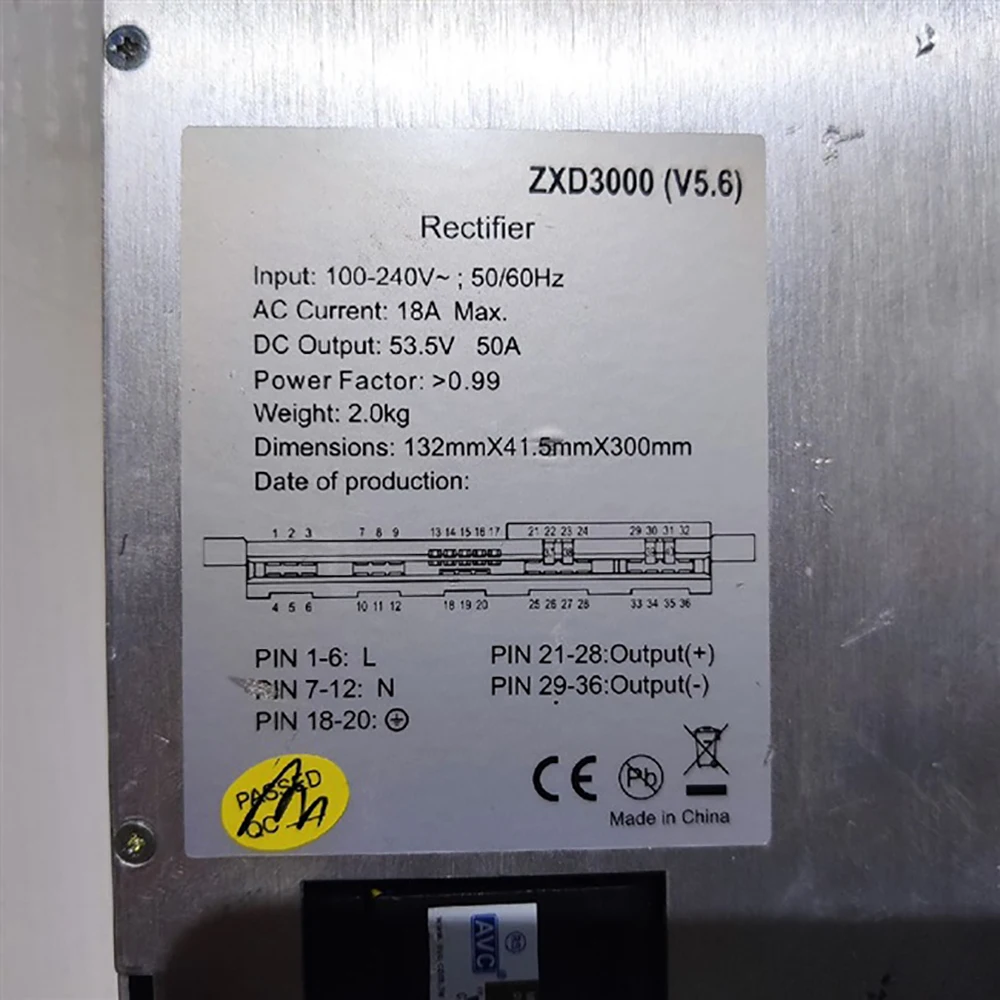 ZXD3000 (V5.6)
Rectifier
Input: 100-240V~ ; 50/60Hz
AC Current: 18A Max.
DC Output: 53.5V 50A
Power Factor: >0.99
Weight: 2.0kg
Dimensions: 132mmX41.5mmX300mm
Date of production:
1 2 3 7 8 9 13 14 15 16 17 21 22 23 24 29 30 31 32
4 5 6 10 11 12 18 19 20 25 26 27 28 33 34 35 36
PIN 1-6: L PIN 21-28:Output(+)
PIN 7-12: N PIN 29-36:Output(-)
PIN 18-20:
PASSED
QC
CE Pb
Made in China
AVC